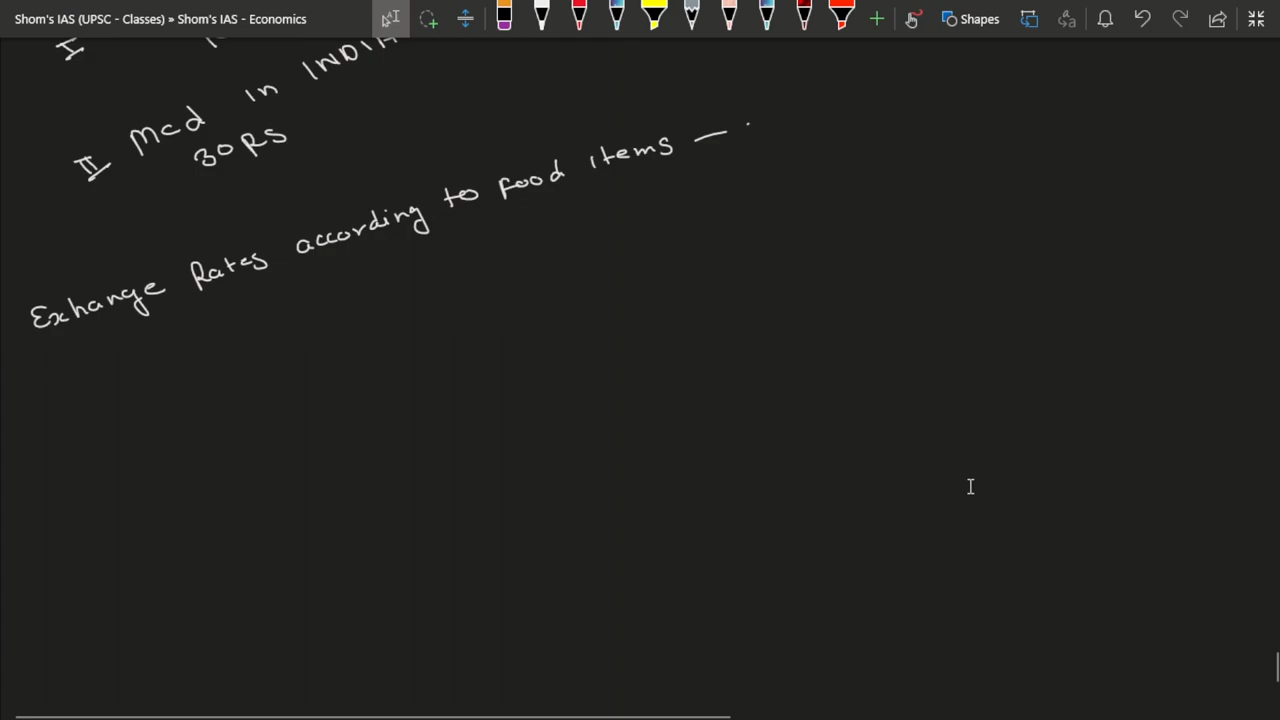 Shom's IAS (UPSC - Classes) » Shom's IAS - Economics
Shapes
I
II Mcd in INDIA
30 RS
Exhange Rates according to food items —